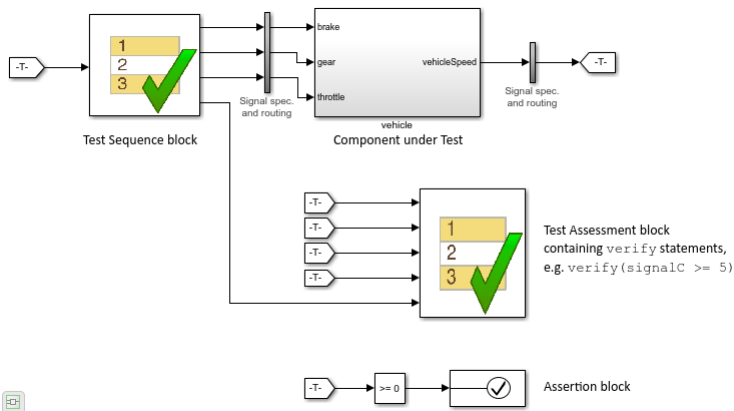 brake
-T-
1
2
3
gear
vehicleSpeed
-T-
throttle
Signal spec.
and routing
Signal spec.
and routing
vehicle
Test Sequence block
Component under Test
-T-
-T-
-T-
-T-
1
2
3
Test Assessment block
containing verify statements,
e.g. verify(signalC >= 5)
-T-
>= 0
Assertion block